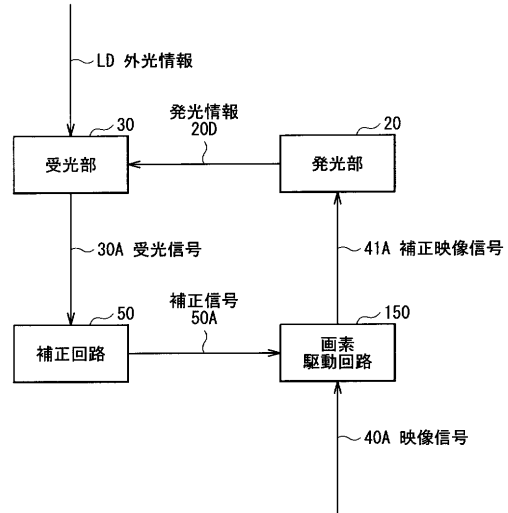 LD 外光情報
30
受光部
発光情報
20D
20
発光部
30A 受光信号
41A 補正映像信号
50
補正回路
補正信号
50A
150
画素
駆動回路
40A 映像信号